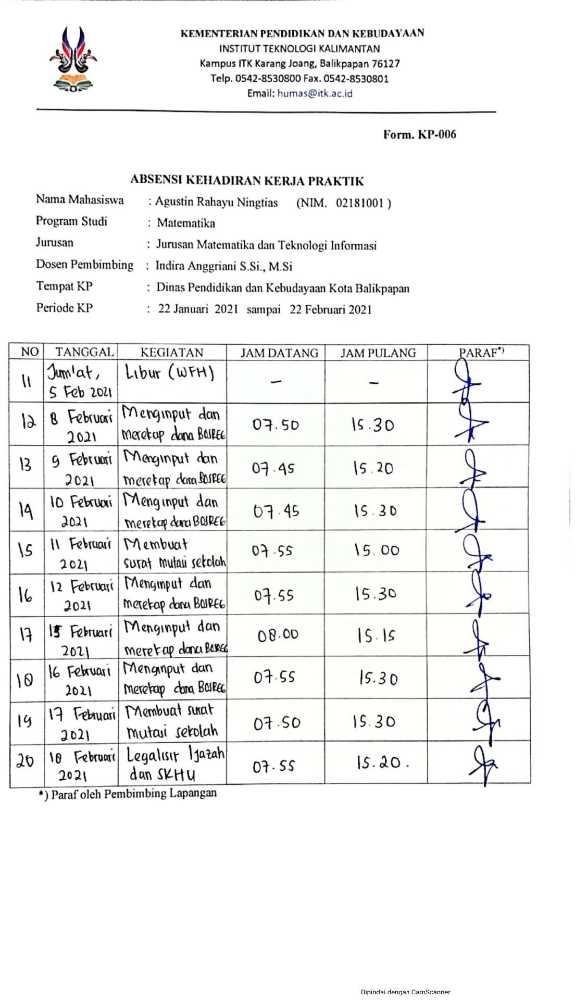 KEMENTERIAN PENDIDIKAN DAN KEBUDAYAAN
INSTITUT TEKNOLOGI KALIMANTAN
Kampus ITK Karang Joang, Balikpapan 76127
Telp. 0542-8530800 Fax. 0542-8530801
Email: humas@itk.ac.id
Form. KP-006
ABSENSI KEHADIRAN KERJA PRAKTIK
Nama Mahasiswa : Agustin Rahayu Ningtias (NIM. 02181001 )
Program Studi : Matematika
Jurusan : Jurusan Matematika dan Teknologi Informasi
Dosen Pembimbing : Indira Anggriani S.Si., M.Si
Tempat KP : Dinas Pendidikan dan Kebudayaan Kota Balikpapan
Periode KP : 22 Januari 2021 sampai 22 Februari 2021
NO TANGGAL KEGIATAN JAM DATANG JAM PULANG PARAF*)
11 Jum'at, Libur (WFH) - -
5 Feb 2021
12 8 Februari Menginput dan 07.50 15.30
2021 merekap dana BOSREG
13 9 Februari Menginput dan 07.45 15.20
2021 merekap dana BOSREG
14 10 Februari Menginput dan 07.45 15.30
2021 merekap dana BOSREG
15 11 Februari Membuat 07.55 15.00
2021 surat mutasi sekolah
16 12 Februari Menginput dan 07.55 15.30
2021 merekap dana BOSREG
17 15 Februari Menginput dan 08.00 15.15
2021 merekap dana BOSREG
18 16 Februari Menginput dan 07.55 15.30
2021 merekap dana BOSREG
19 17 Februari Membuat surat 07.50 15.30
2021 mutasi sekolah
20 18 Februari Legalisir Ijazah 07.55 15.20.
2021 dan SKHU
*) Paraf oleh Pembimbing Lapangan
Dipindai dengan CamScanner